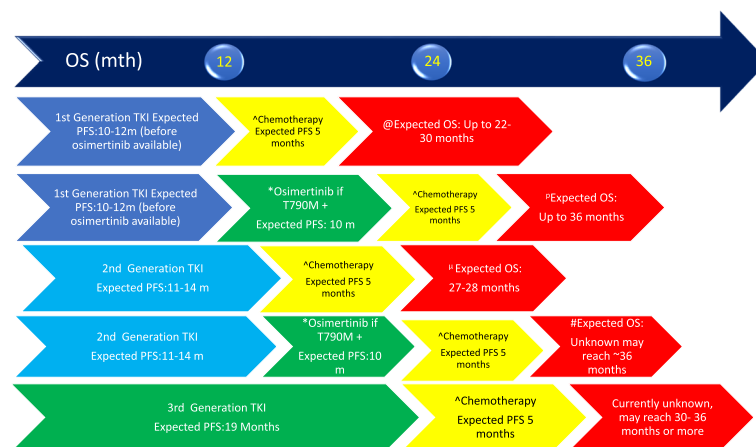 OS (mth) 12 24 36
1st Generation TKI Expected
PFS:10-12m (before
osimertinib available)
^Chemotherapy
Expected PFS 5
months
@Expected OS: Up to 22-
30 months
1st Generation TKI Expected
PFS:10-12m (before
osimertinib available)
*Osimertinib if
T790M +
Expected PFS: 10 m
^Chemotherapy
Expected PFS 5
months
ᵖExpected OS:
Up to 36 months
2nd Generation TKI
Expected PFS:11-14 m
^Chemotherapy
Expected PFS 5
months
µ Expected OS:
27-28 months
2nd Generation TKI
Expected PFS:11-14 m
*Osimertinib if
T790M +
Expected PFS:10
m
^Chemotherapy
Expected PFS 5
months
#Expected OS:
Unknown may
reach ~36
months
3rd Generation TKI
Expected PFS:19 Months
^Chemotherapy
Expected PFS 5
months
Currently unknown,
may reach 30- 36
months or more